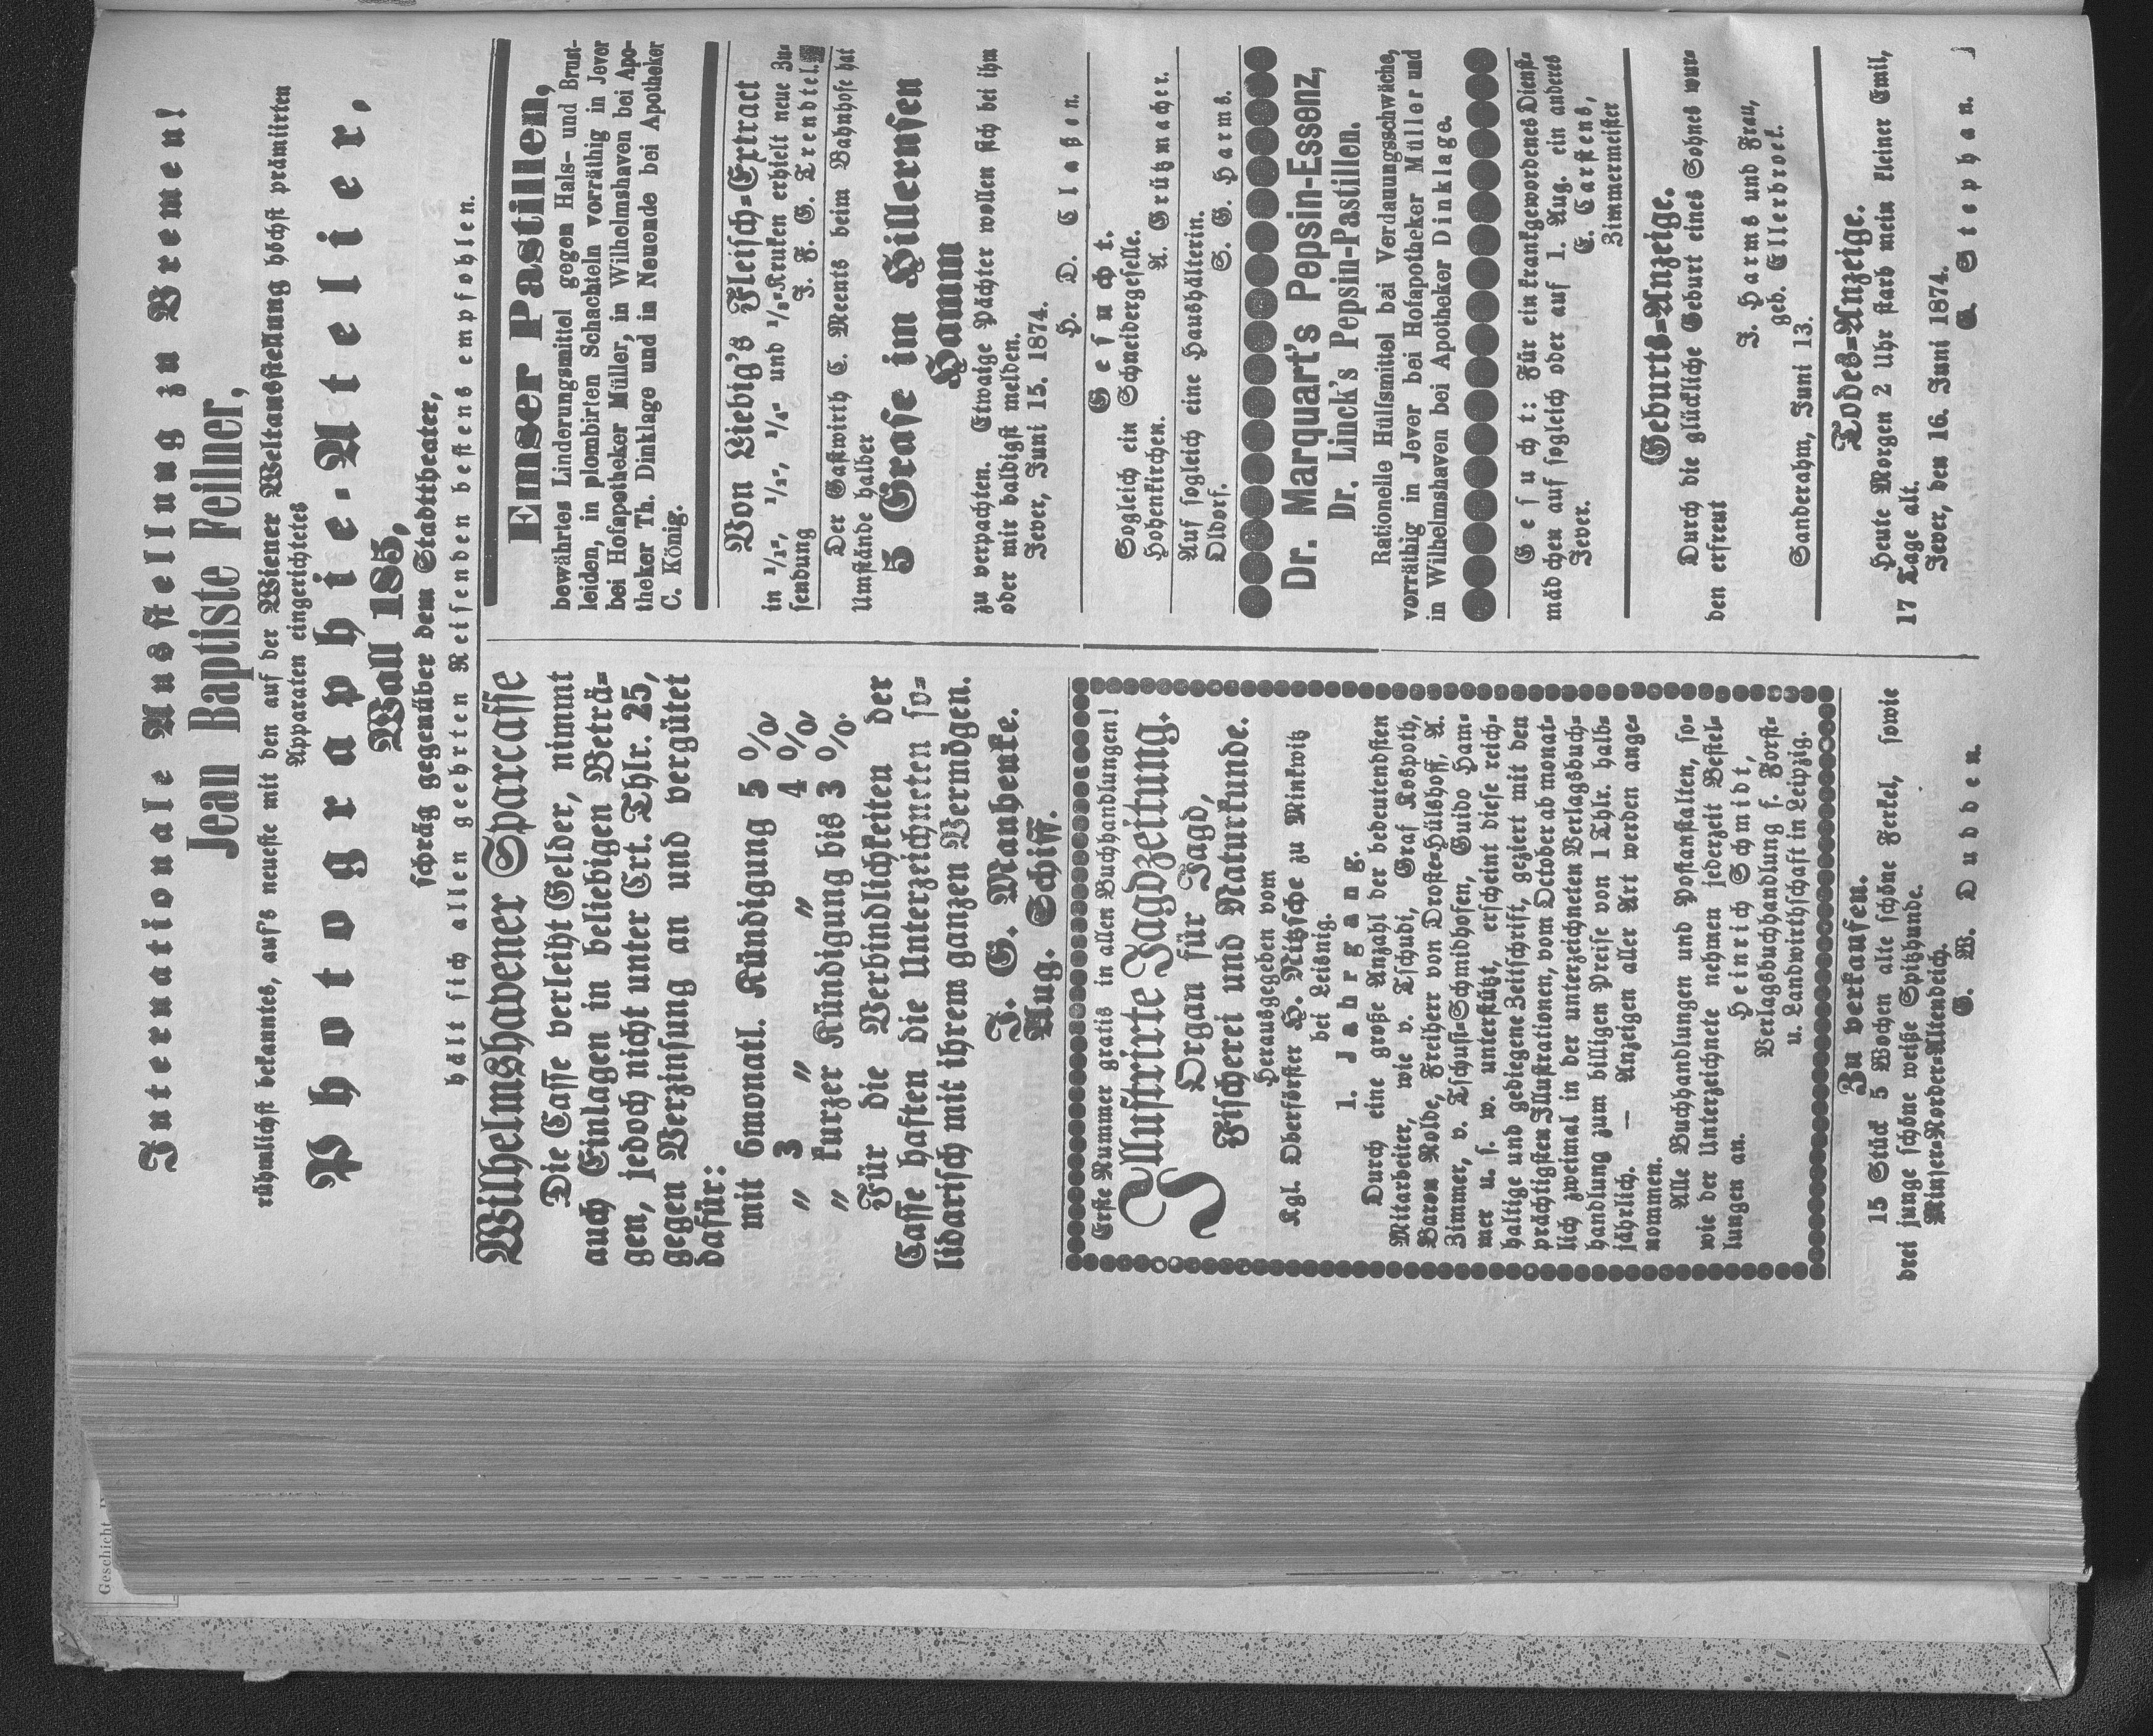 Internationale Ausstellung zu Bremen!
Jean Baptiste Feilner,
rühmlichst bekanntes, auf's neueste mit den auf der Wiener Weltausstellung höchst prämiirten
Apparaten eingerichtetes
Photographie-Atelier,
Wall 185,
schräg gegenüber dem Stadttheater,
hält sich allen geehrten Reisenden bestens empfohlen.
Wilhelmshavener Sparcasse
Die Casse verleiht Gelder, nimmt
auch Einlagen in beliebigen Beträ-
gen, jedoch nicht unter Crt. Thlr. 25,
gegen Verzinsung an und vergütet
dafür:
mit 6monatl. Kündigung 5 %
„ 3 „ „ 4 %
„ kurzer Kündigung bis 3 %.
Für die Verbindlichkeiten der
Casse haften die Unterzeichneten so-
lidarisch mit ihrem ganzen Vermögen.
J. G. Manhenke.
Aug. Schiff.
Erste Nummer gratis in allen Buchhandlungen!
Illustrirte Jagdzeitung.
Organ für Jagd,
Fischerei und Naturkunde.
Herausgegeben vom
Kgl. Oberförster H. Nitzsche zu Minkwitz
bei Leisnig.
1. Jahrgang.
Durch eine große Anzahl der bedeutendsten
Mitarbeiter, wie v. Tschudi, Graf Kospoth,
Baron Nolde, Freiherr von Droste-Hülshoff, A.
Zimmer, v. Tschusi-Schmidhofen, Guido Ham-
mer u. s. w. unterstützt, erscheint diese reich-
haltige und gediegene Zeitschrift, geziert mit den
prächtigsten Illustrationen, vom October ab monat-
lich zweimal in der unterzeichneten Verlagsbuch-
handlung zum billigen Preise von 1 Thlr. halb-
jährlich. — Anzeigen aller Art werden ange-
nommen.
Alle Buchhandlungen und Postanstalten, so-
wie der Unterzeichnete nehmen jederzeit Bestel-
lungen an.
Heinrich Schmidt,
Verlagsbuchhandlung f. Forst-
u. Landwirthschaft in Leipzig.
Zu verkaufen.
15 Stück 5 Wochen alte schöne Ferkel, sowie
drei junge schöne weiße Spitzhunde.
Minser-Norder-Altendeich.
G. W. Dudden.
Emser Pastillen,
bewährtes Linderungsmittel gegen Hals- und Brust-
leiden, in plombirten Schachteln vorräthig in Jever
bei Hofapotheker Müller, in Wilhelmshaven bei Apo-
theker Th. Dinklage und in Neuende bei Apotheker
C. König.
Von Liebig's Fleisch-Extract
in 1/1-, 1/2-, 1/4- und 1/8-Kruken erhielt neue Zu-
sendung J. F. G. Trendtel.
Der Gastwirth C. Meents beim Bahnhofe hat
Umstände halber
5 Grase im Hillernsen
Hamm
zu verpachten. Etwaige Pächter wollen sich bei ihm
oder mir baldigst melden.
Jever, Juni 15. 1874.
H. D. Claßen.
Gesucht.
Sogleich ein Schneidergeselle.
Hohenkirchen. A. Grützmacher.
Auf sogleich eine Haushälterin.
Oldorf. S. G. Harms.
Dr. Marquart's Pepsin-Essenz,
Dr. Linck's Pepsin-Pastillen.
Rationelle Hülfsmittel bei Verdauungsschwäche,
vorräthig in Jever bei Hofapotheker Müller und
in Wilhelmshaven bei Apotheker Dinklage.
Gesucht: Für ein krankgewordenes Dienst-
mädchen auf sogleich oder auf 1. Aug. ein anderes
Jever. E. Carstens,
Zimmermeister
Geburts-Anzeige.
Durch die glückliche Geburt eines Sohnes wur-
den erfreut
J. Harms und Frau,
geb. Ellerbrock.
Sanderahm, Juni 13.
Todes-Anzeige.
Heute Morgen 2 Uhr starb mein kleiner Emil,
17 Tage alt.
Jever, den 16. Juni 1874.
G. Stephan.
Geschicht